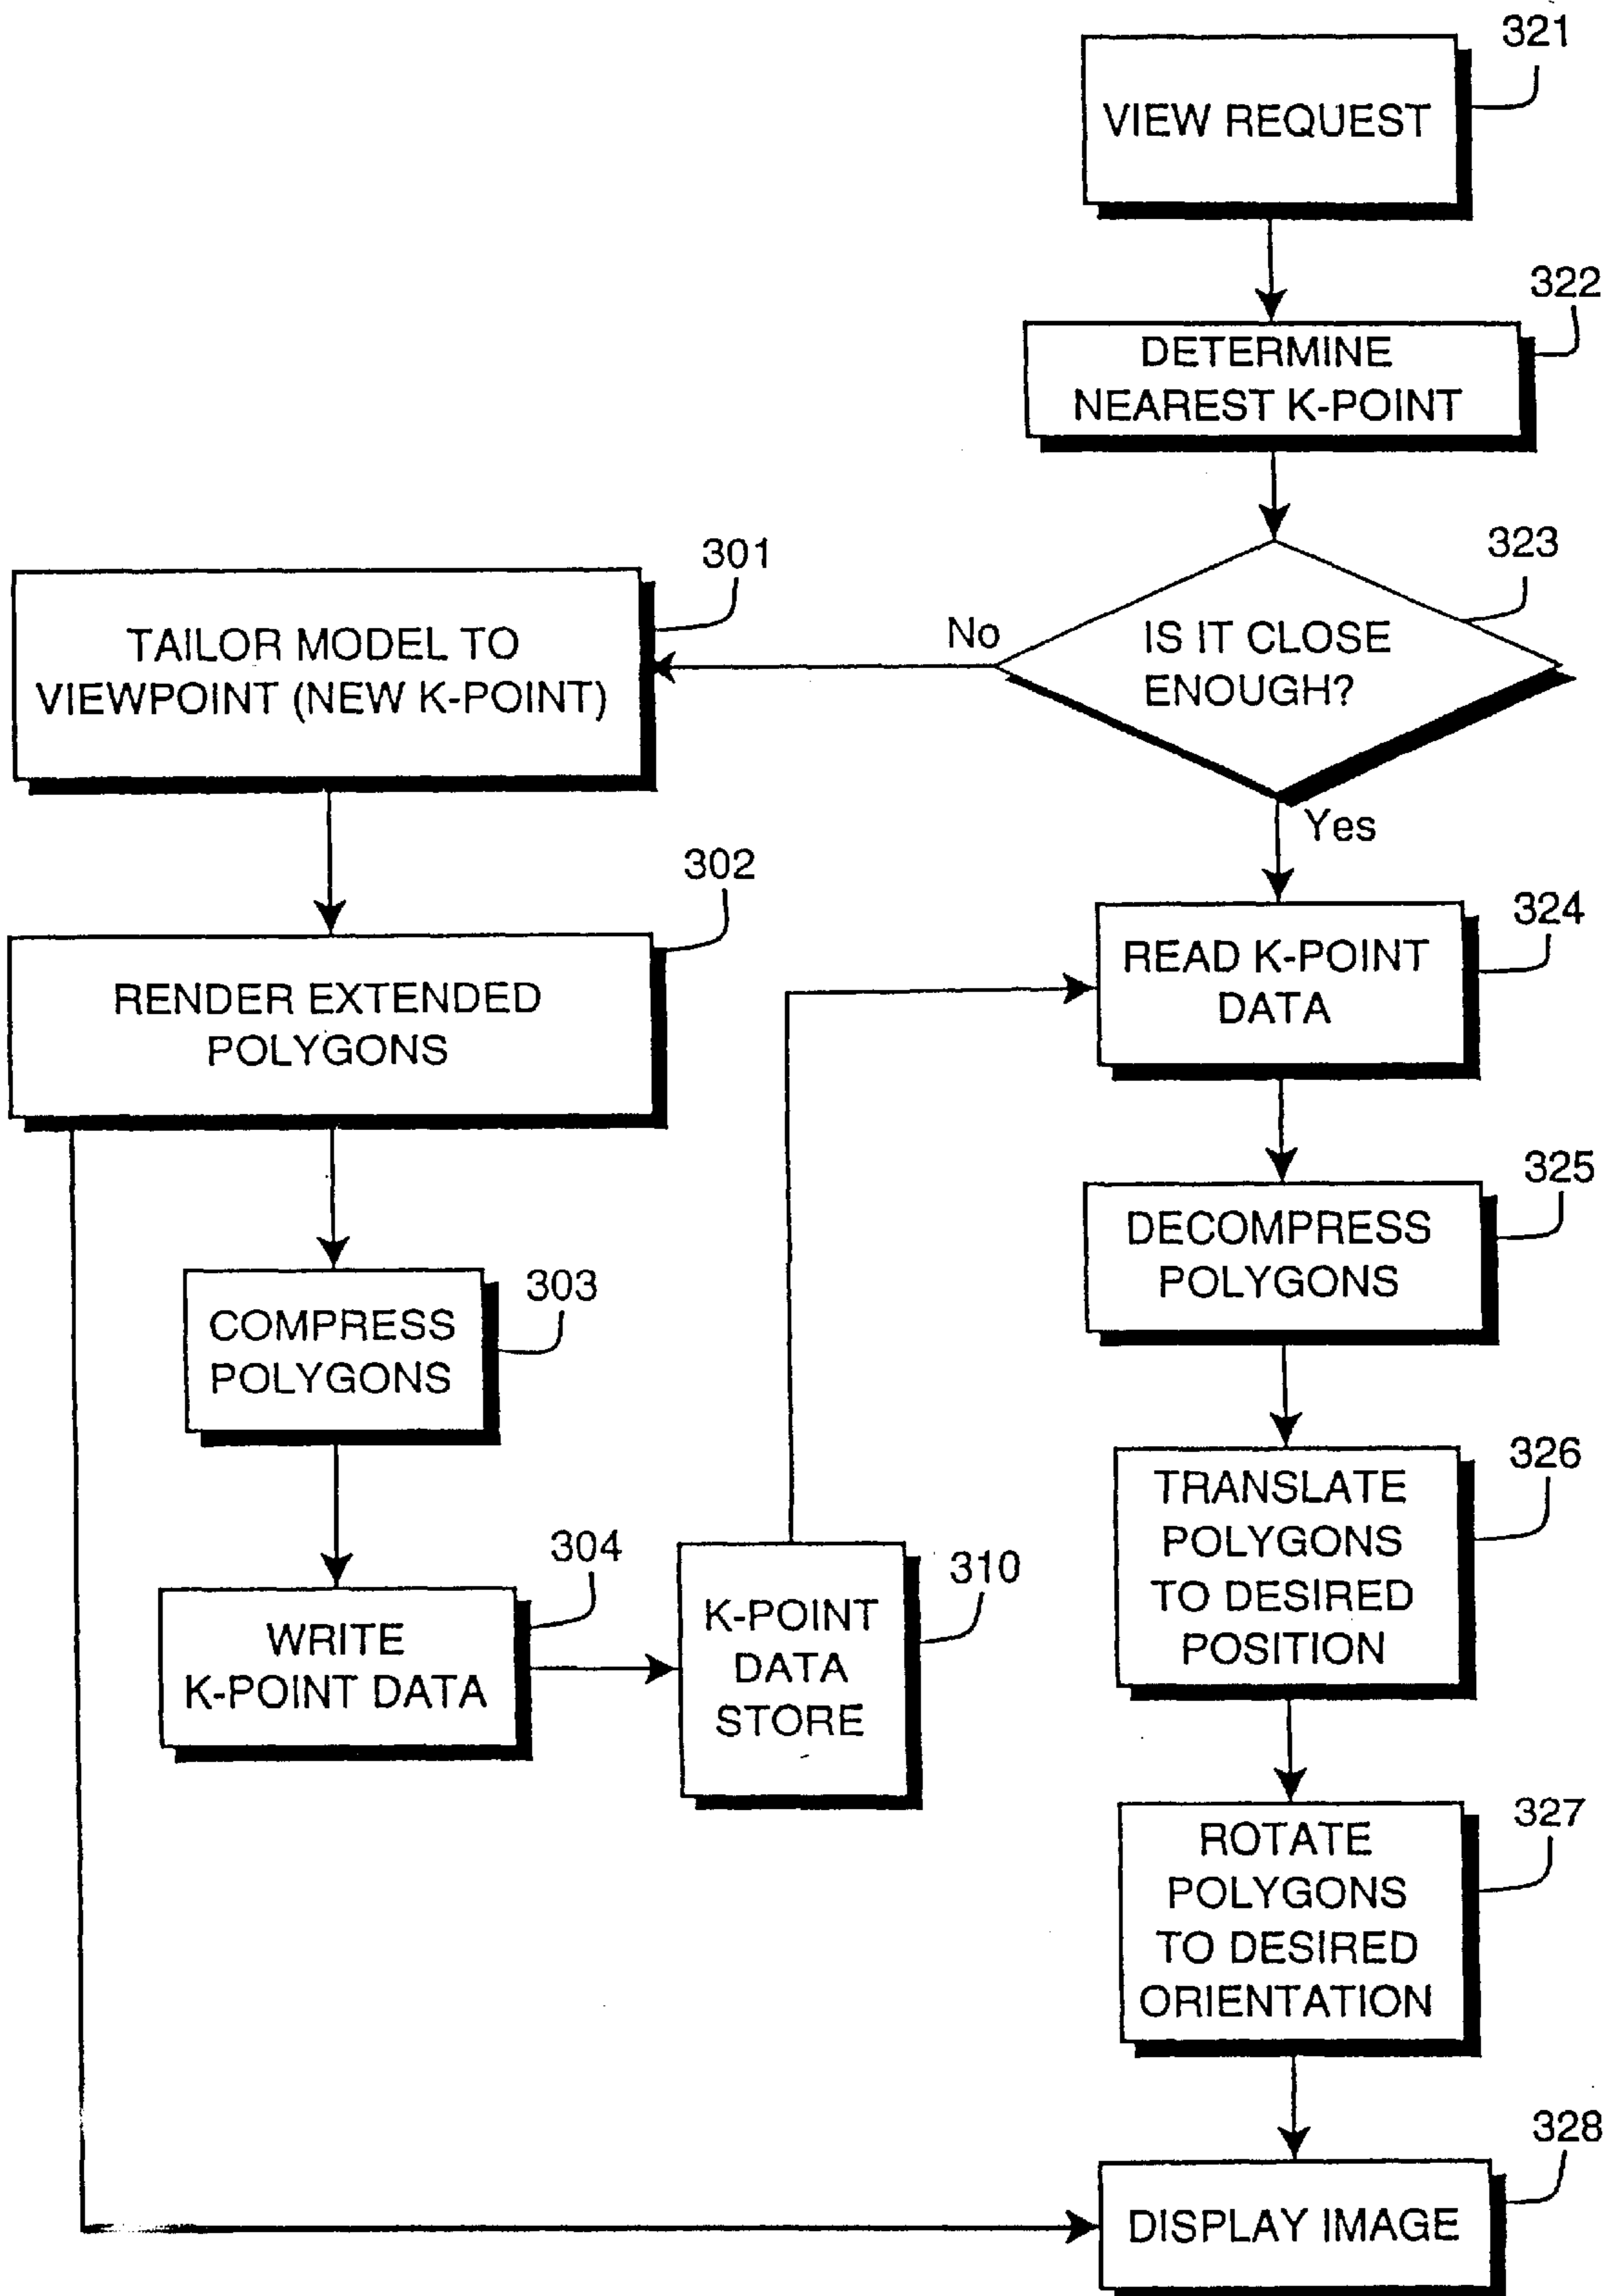 321
VIEW REQUEST
322
DETERMINE
NEAREST K-POINT
323
IS IT CLOSE
ENOUGH?
No
Yes
301
TAILOR MODEL TO
VIEWPOINT (NEW K-POINT)
302
RENDER EXTENDED
POLYGONS
303
COMPRESS
POLYGONS
304
WRITE
K-POINT DATA
310
K-POINT
DATA
STORE
324
READ K-POINT
DATA
325
DECOMPRESS
POLYGONS
326
TRANSLATE
POLYGONS
TO DESIRED
POSITION
327
ROTATE
POLYGONS
TO DESIRED
ORIENTATION
328
DISPLAY IMAGE